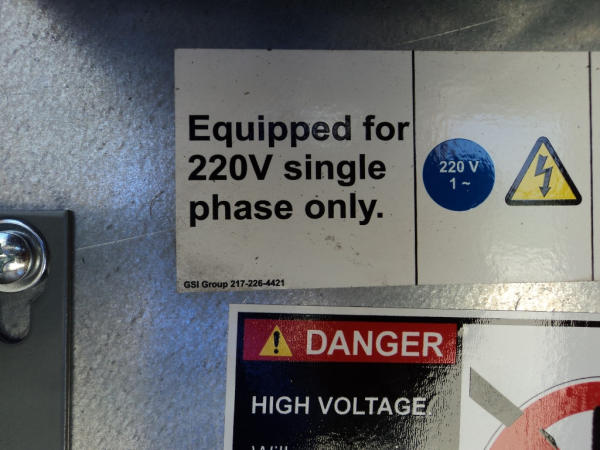 Equipped for
220V single
phase only.
220 V
1 ~
GSI Group 217-226-4421
DANGER
HIGH VOLTAGE.